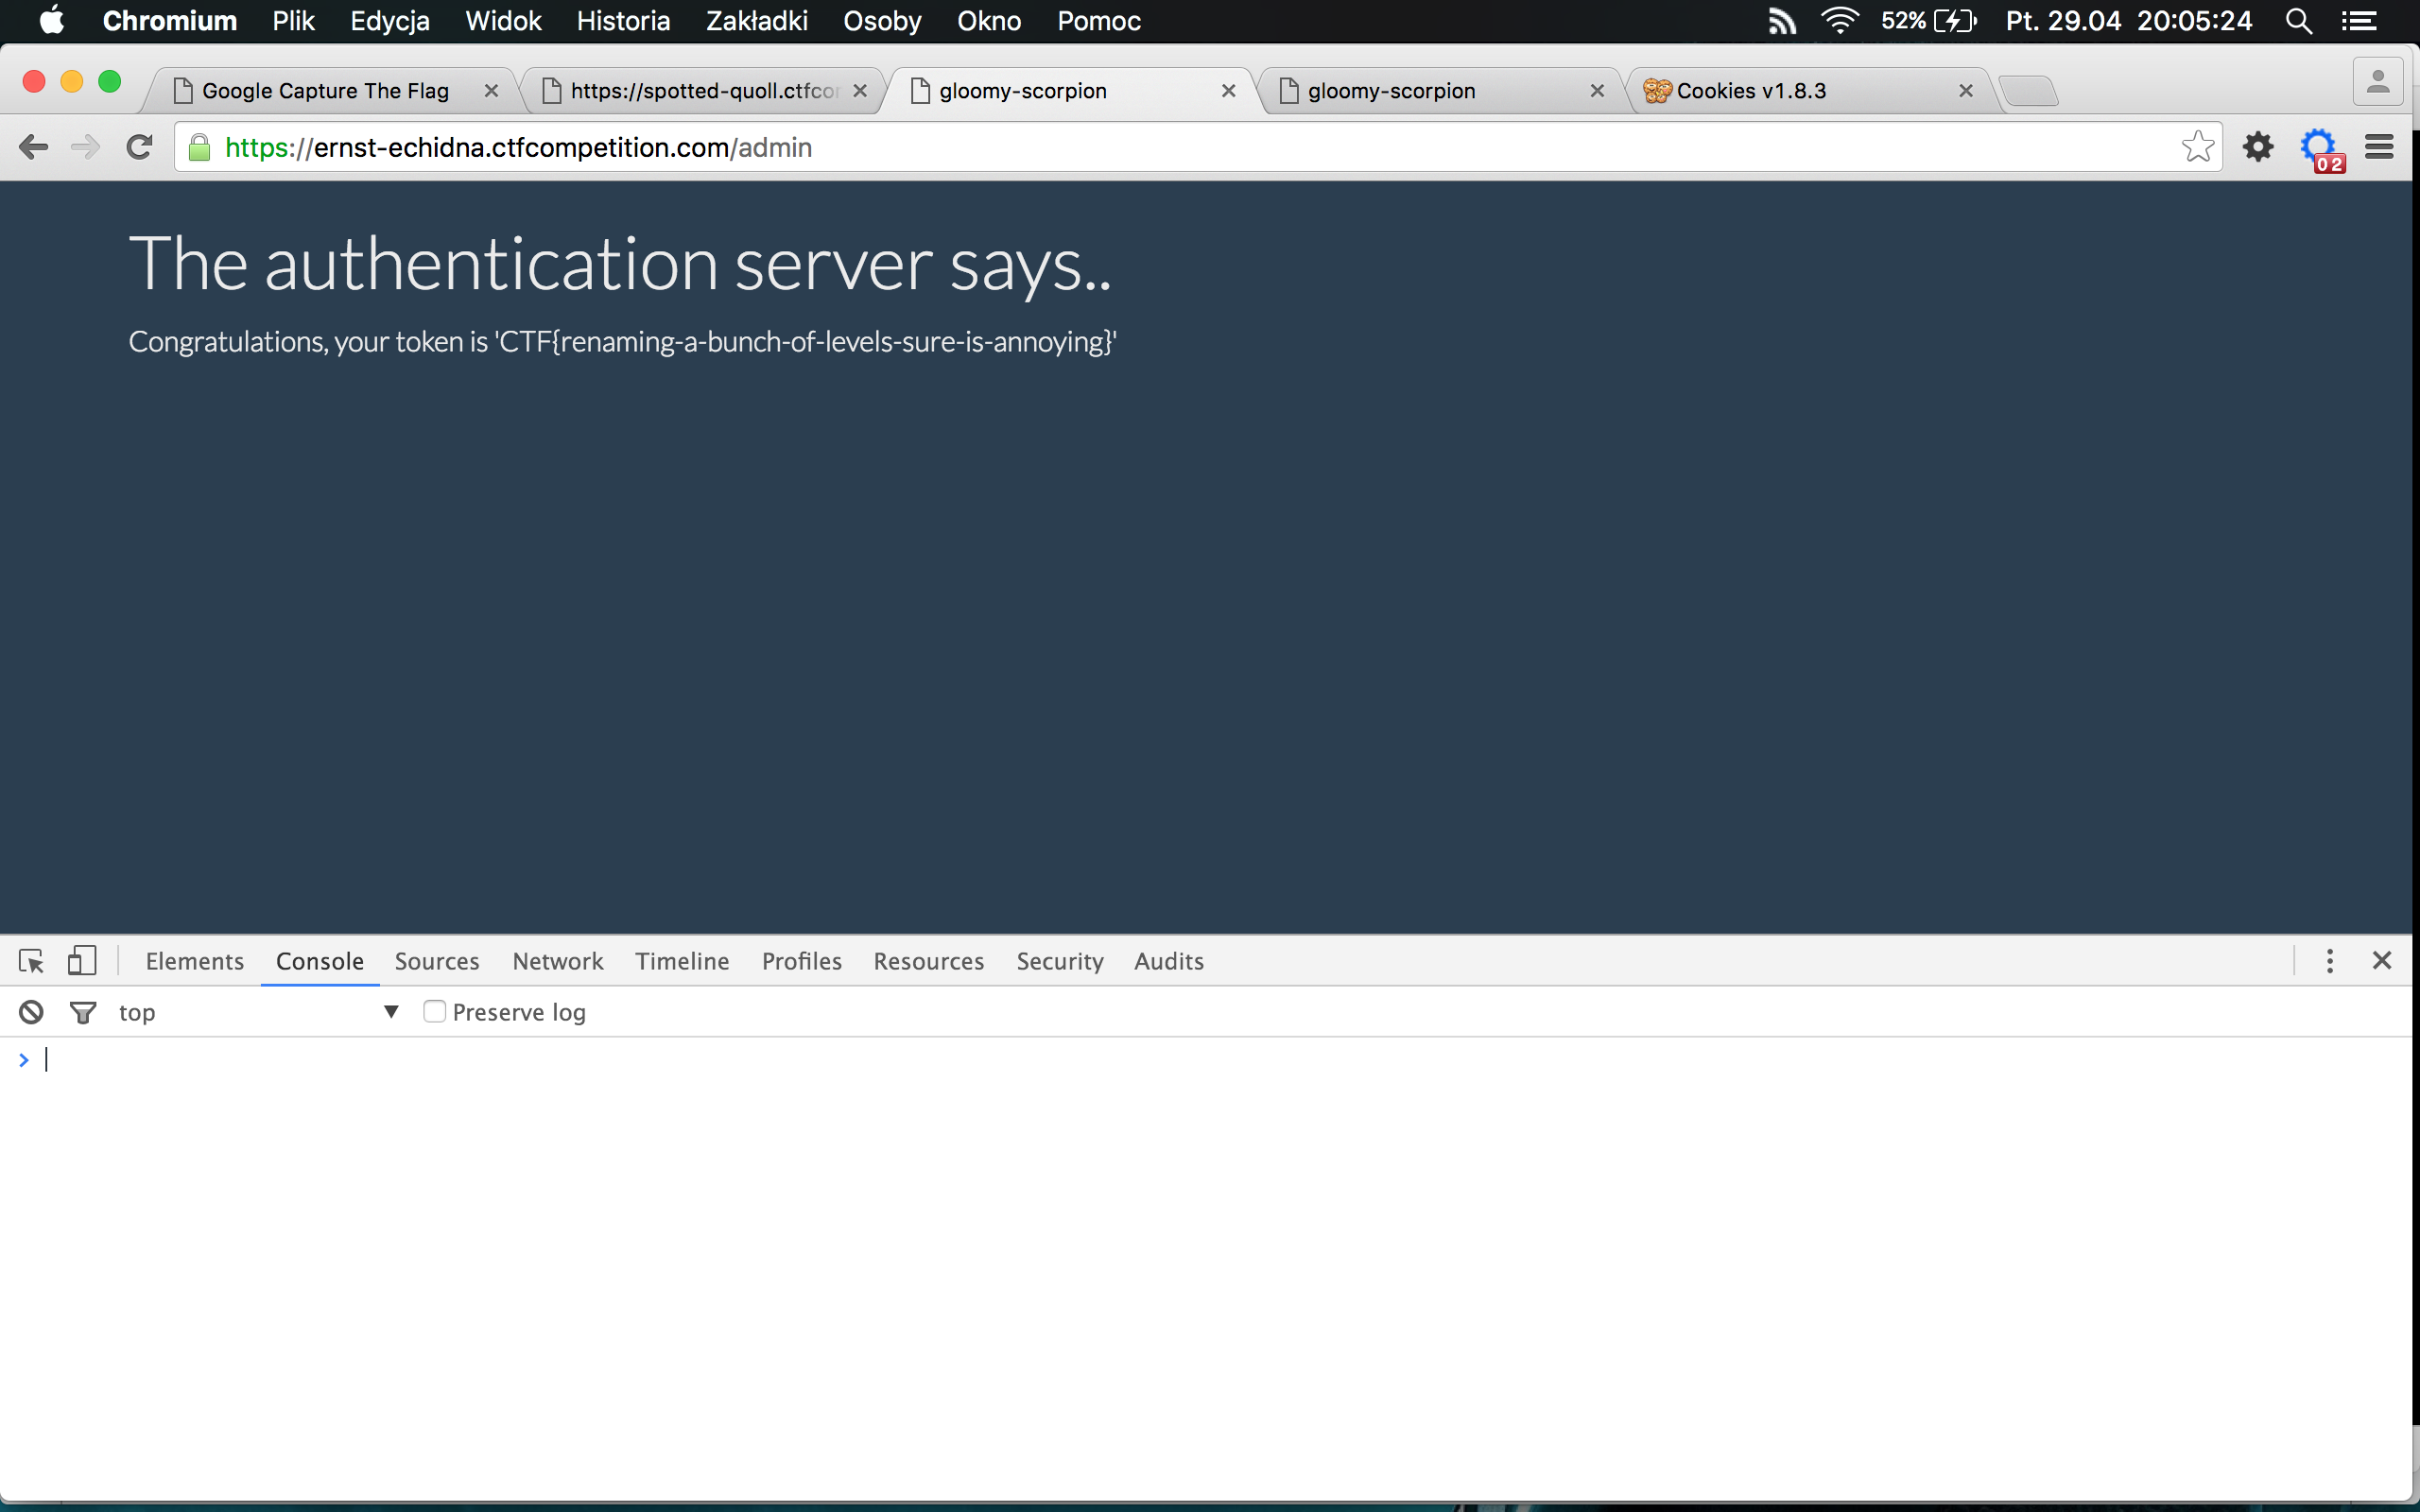 Chromium Plik Edycja Widok Historia Zakładki Osoby Okno Pomoc 52% Pt. 29.04 20:05:24
Google Capture The Flag https://spotted-quoll.ctfcor gloomy-scorpion gloomy-scorpion Cookies v1.8.3
https://ernst-echidna.ctfcompetition.com/admin 02
The authentication server says..
Congratulations, your token is 'CTF{renaming-a-bunch-of-levels-sure-is-annoying}'
Elements Console Sources Network Timeline Profiles Resources Security Audits
top Preserve log